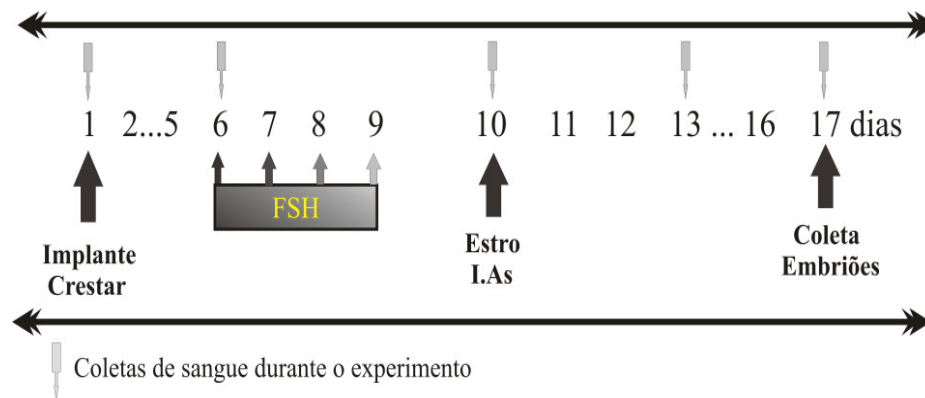 1 2...5 6 7 8 9 10 11 12 13 ... 16 17 dias
FSH
Implante
Crestar
Estro
I.As
Coleta
Embriões
Coletas de sangue durante o experimento